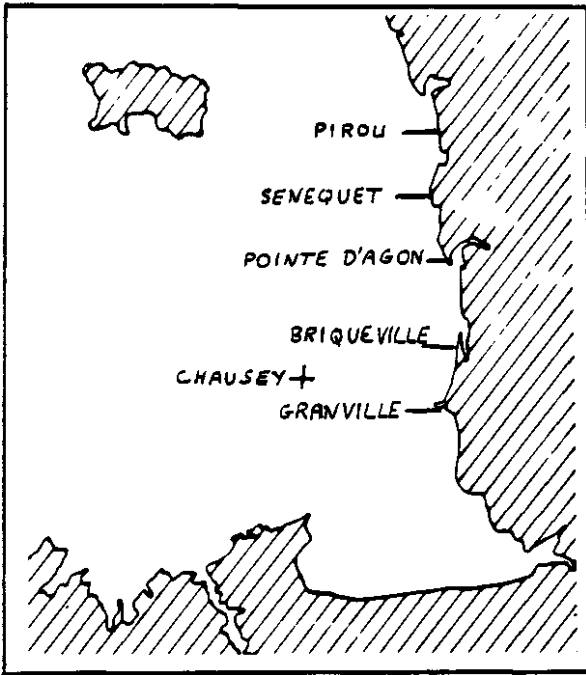 PIROU
SENEQUET
POINTE D'AGON
BRIQUEVILLE
CHAUSEY
GRANVILLE